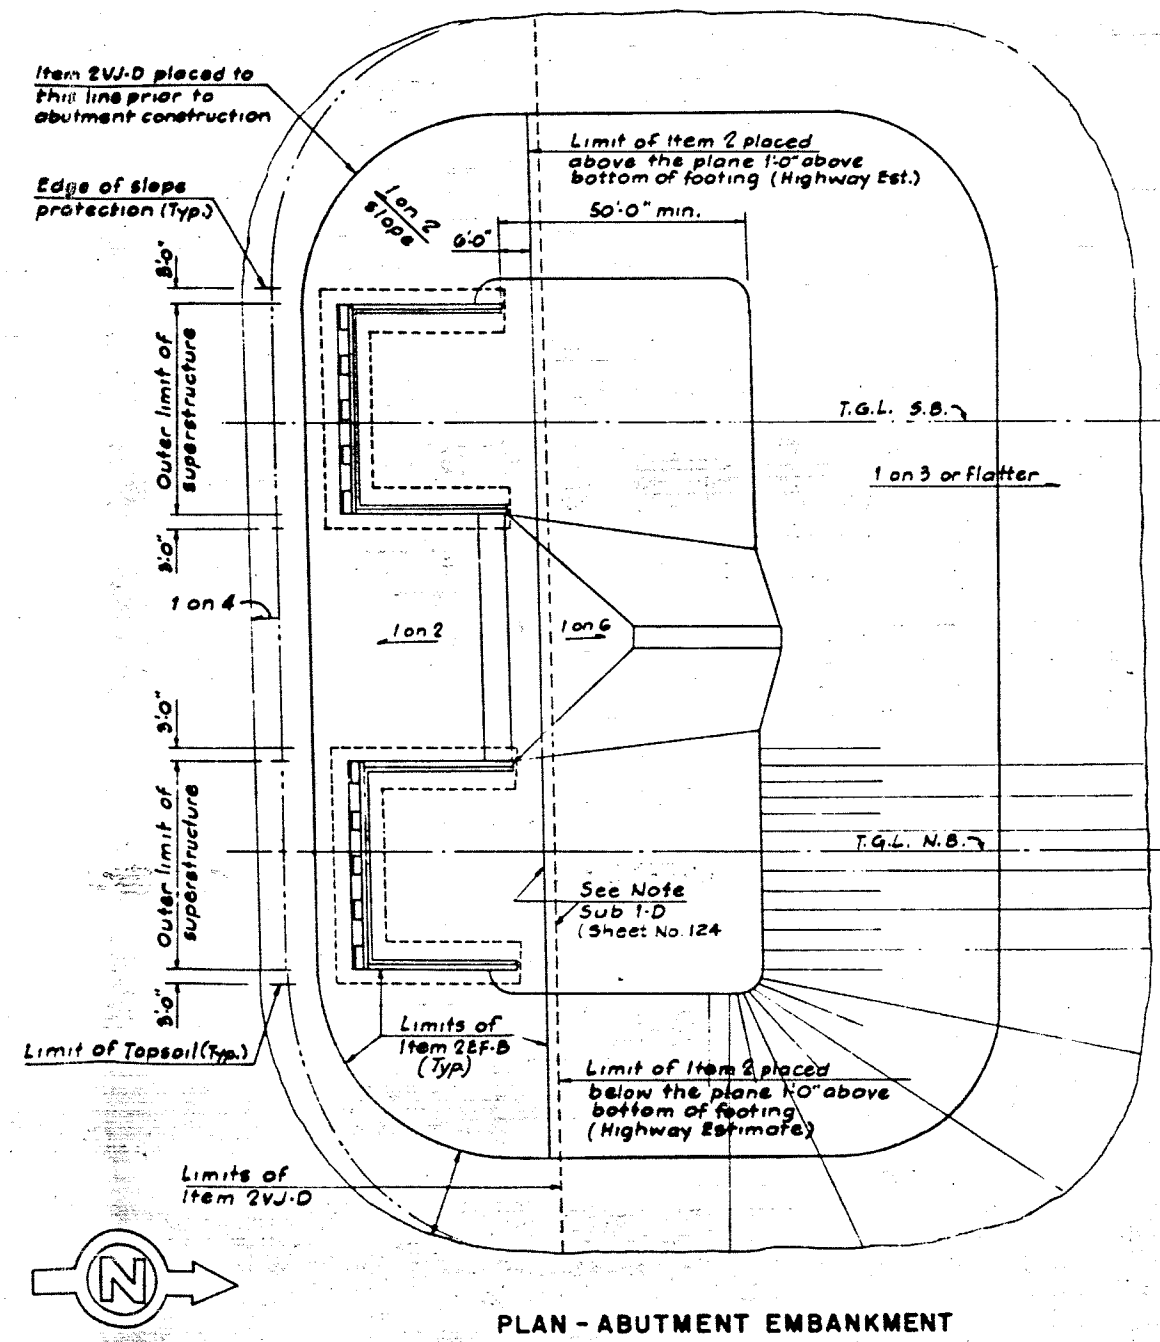 Item 2VJ-D placed to
this line prior to
abutment construction
Limit of Item 2 placed
above the plane 1'-0" above
bottom of footing (Highway Est.)
Edge of slope
protection (Typ.)
1 on 2
slope
50'-0" min.
6'-0"
3'-0"
Outer limit of
superstructure
T.G.L. S.B.
1 on 3 or flatter
3'-0"
1 on 4
1 on 2
1 on 6
3'-0"
Outer limit of
superstructure
T.G.L. N.B.
See Note
Sub 1-D
(Sheet No. 124
3'-0"
Limit of Topsoil (Typ.)
Limits of
Item 2EF-B
(Typ)
Limit of Item 2 placed
below the plane 1'-0" above
bottom of footing
(Highway Estimate)
Limits of
Item 2VJ-D
N
PLAN - ABUTMENT EMBANKMENT